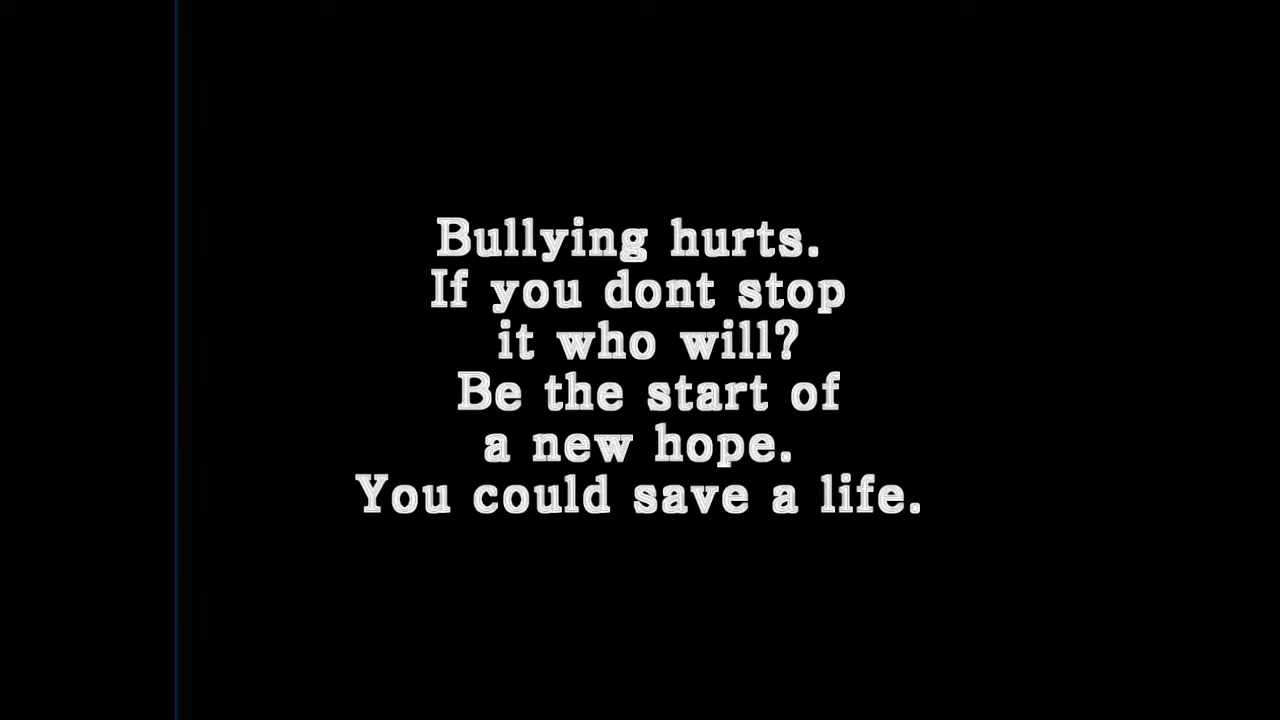 Bullying hurts.
If you dont stop
it who will?
Be the start of
a new hope.
You could save a life.